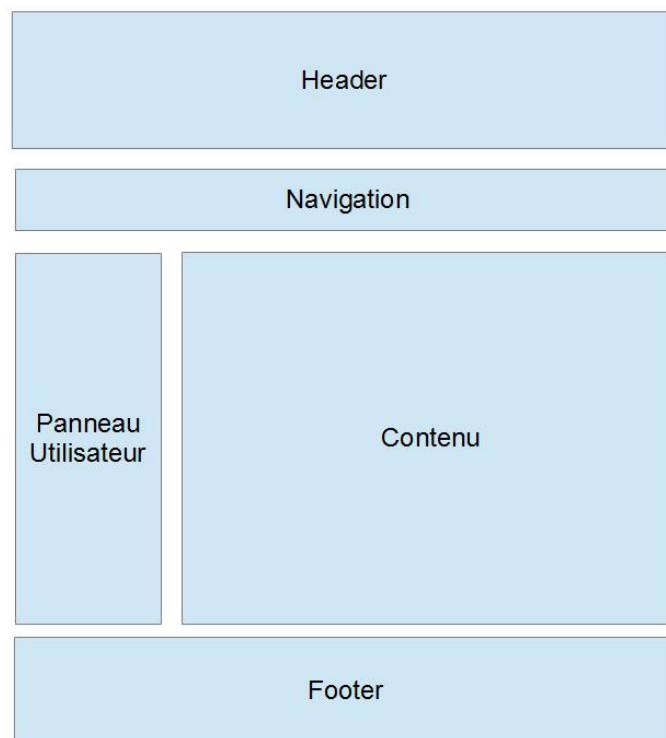 Header
Navigation
Panneau
Utilisateur
Contenu
Footer